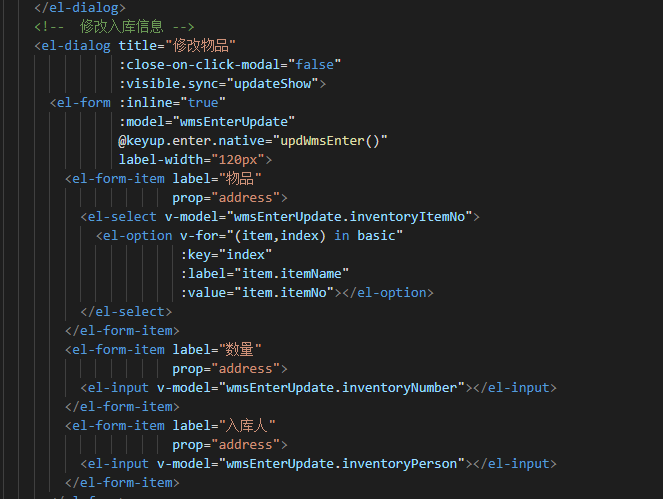 </el-dialog>
<!--  修改入库信息 -->
<el-dialog title="修改物品"
:close-on-click-modal="false"
:visible.sync="updateShow">
<el-form :inline="true"
:model="wmsEnterUpdate"
@keyup.enter.native="updWmsEnter()"
label-width="120px">
<el-form-item label="物品"
prop="address">
<el-select v-model="wmsEnterUpdate.inventoryItemNo">
<el-option v-for="(item,index) in basic"
:key="index"
:label="item.itemName"
:value="item.itemNo"></el-option>
</el-select>
</el-form-item>
<el-form-item label="数量"
prop="address">
<el-input v-model="wmsEnterUpdate.inventoryNumber"></el-input>
</el-form-item>
<el-form-item label="入库人"
prop="address">
<el-input v-model="wmsEnterUpdate.inventoryPerson"></el-input>
</el-form-item>